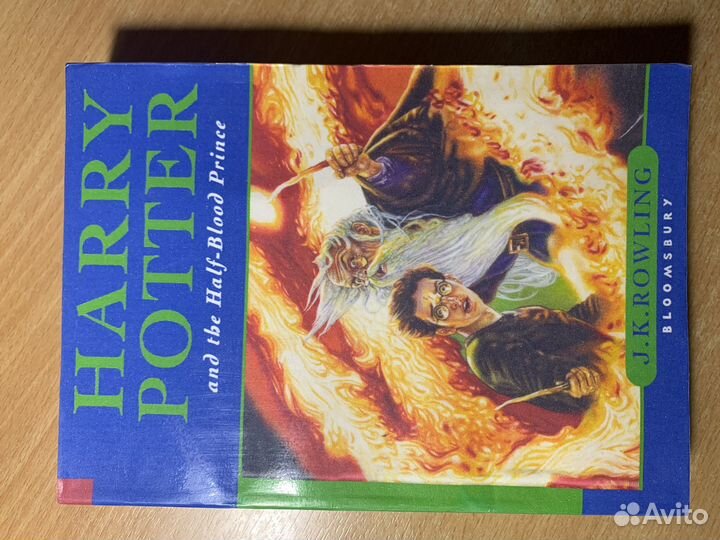 HARRY
POTTER
and the Half-Blood Prince
J.K.ROWLING
BLOOMSBURY
Avito